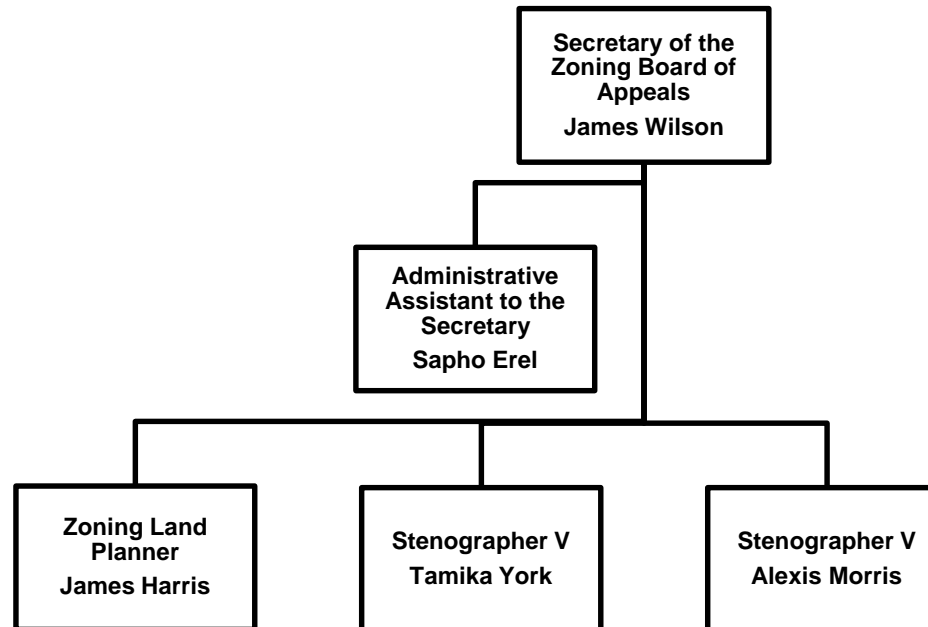 Secretary of the
Zoning Board of
Appeals
James Wilson
Administrative
Assistant to the
Secretary
Sapho Erel
Zoning Land
Planner
James Harris
Stenographer V
Tamika York
Stenographer V
Alexis Morris